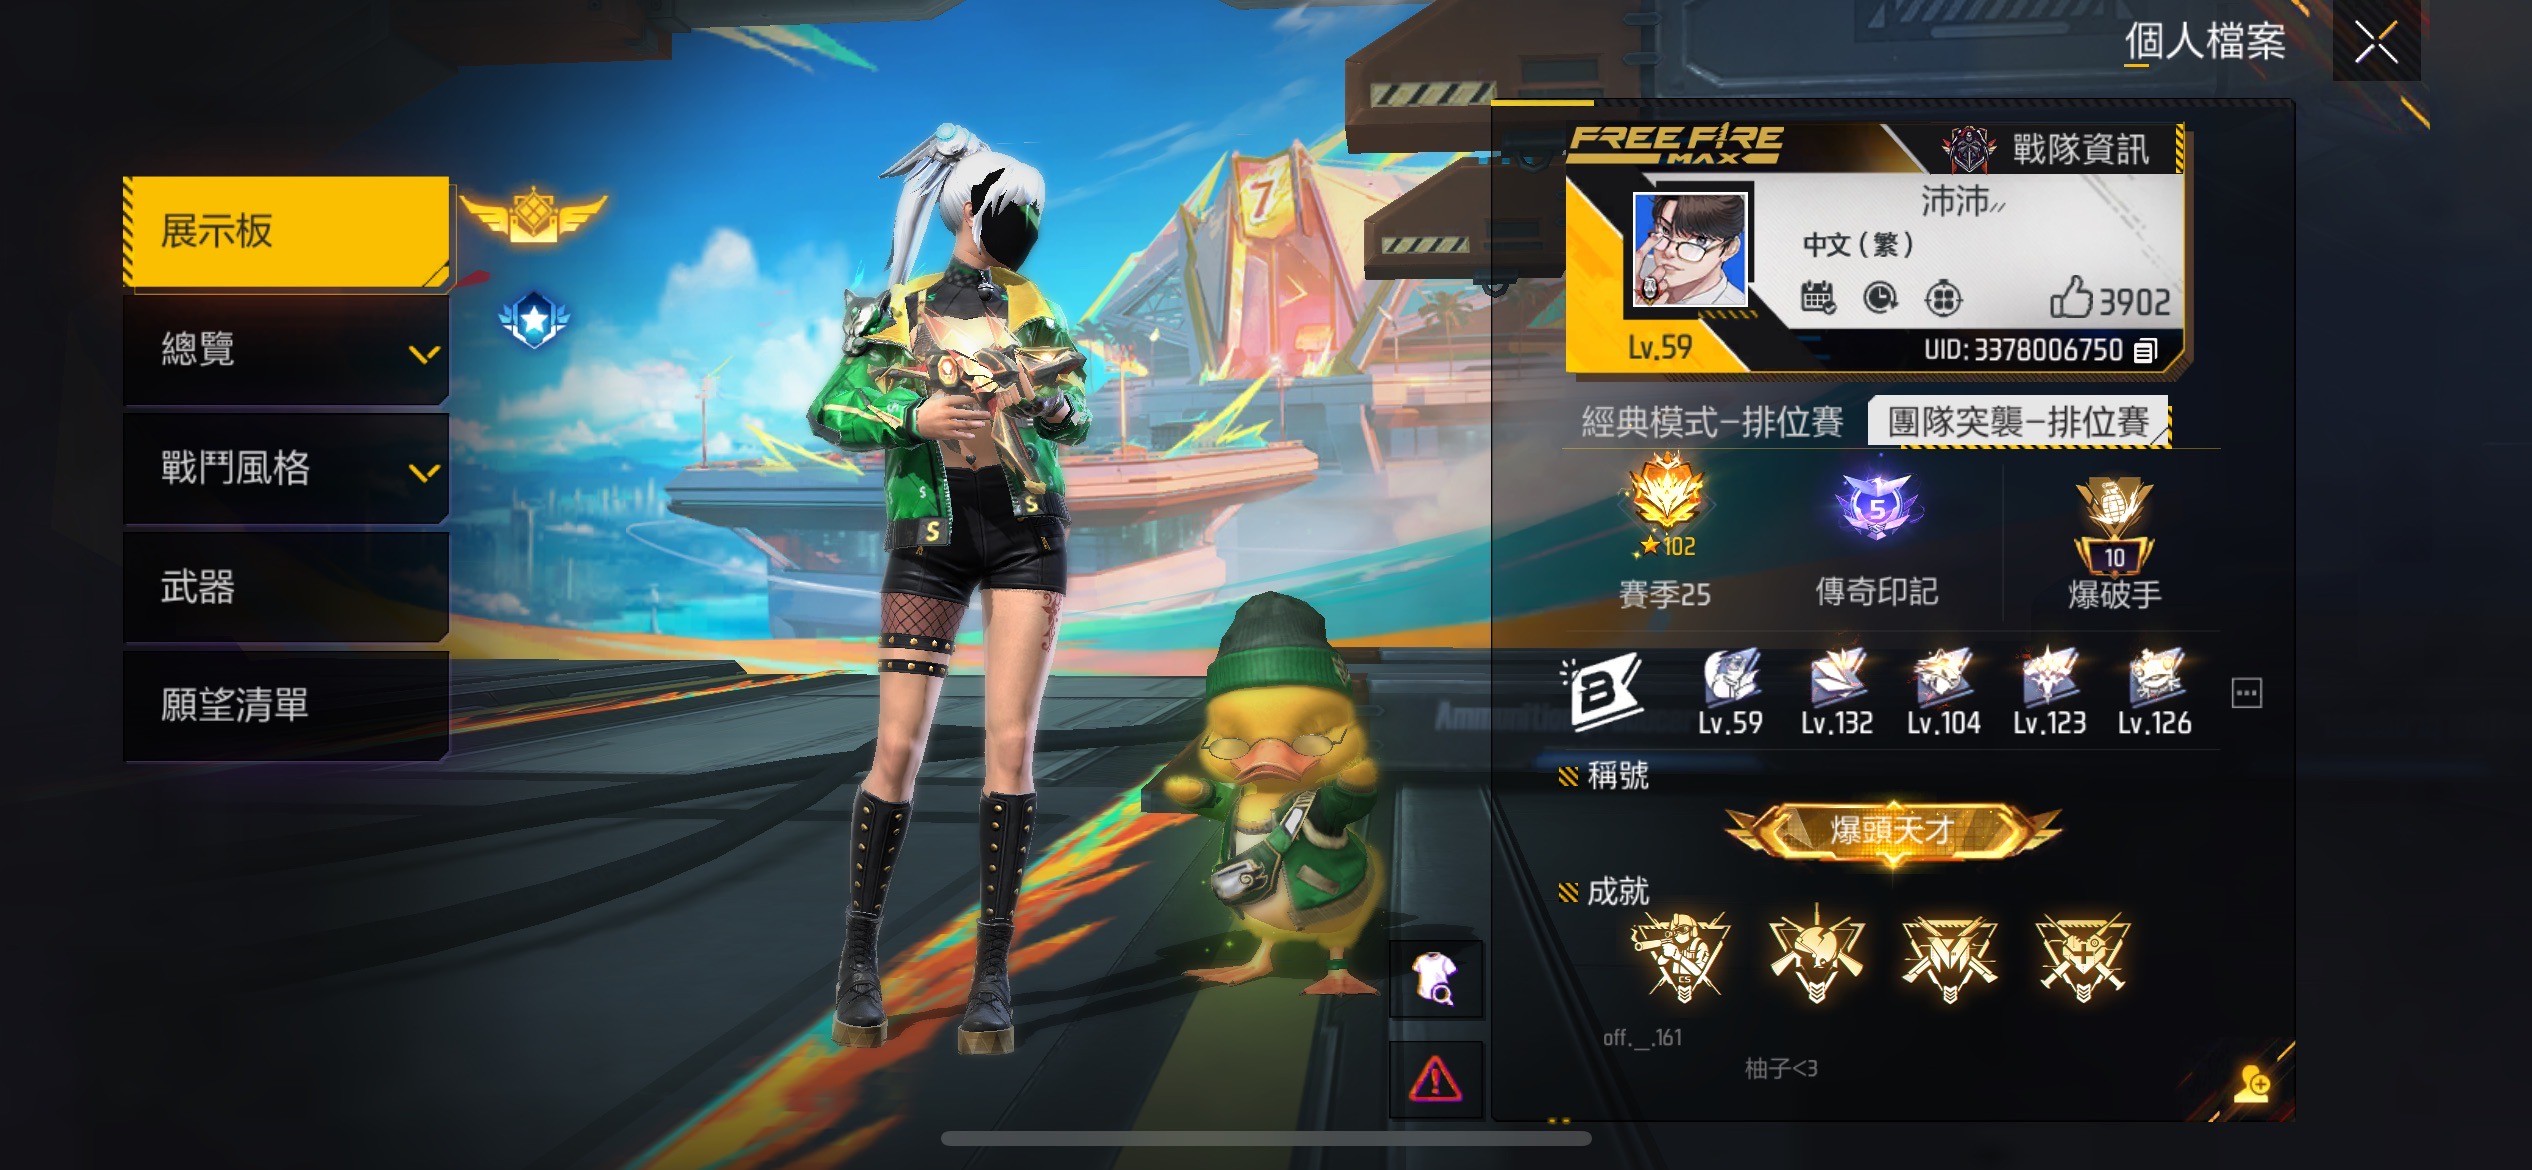 個人檔案
展示板
總覽
戰鬥風格
武器
願望清單
7
S
S
FREE FIRE
MAX
戰隊資訊
沛沛〃
中文(繁)
3902
Lv.59
UID:3378006750
經典模式-排位賽
團隊突襲-排位賽
102
5
10
賽季25
傳奇印記
爆破手
B
Lv.59
Lv.132
Lv.104
Lv.123
Lv.126
稱號
爆頭天才
成就
CS
off._.161
柚子<3